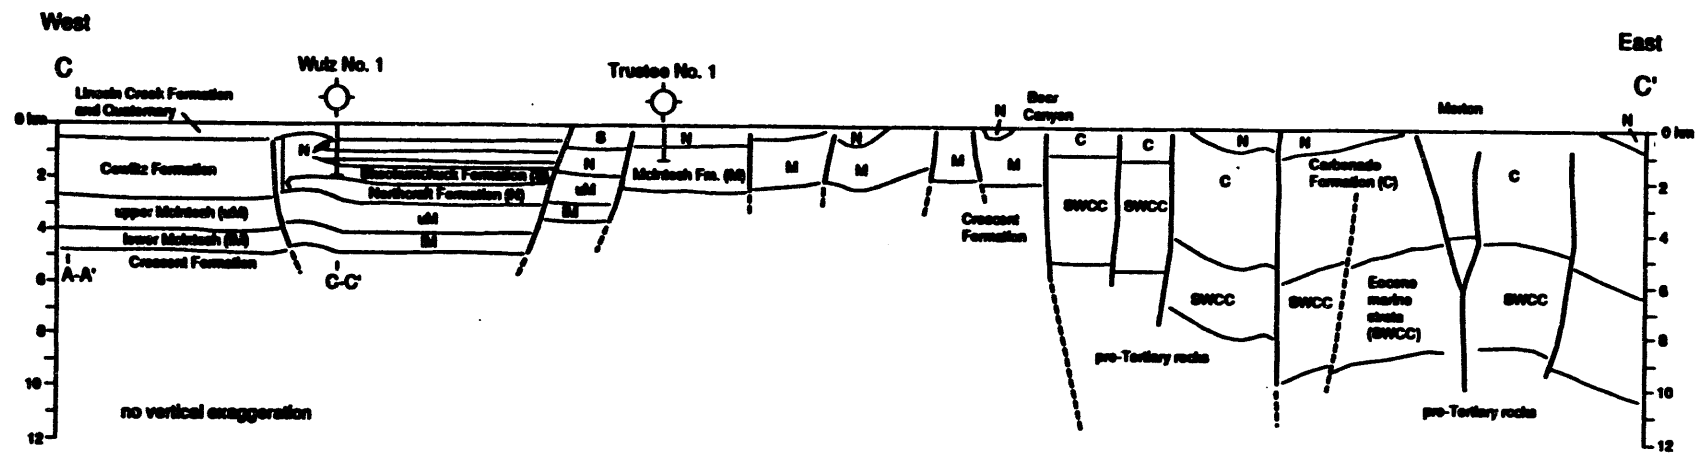 West
East
C
C'
Wutz No. 1
Trustee No. 1
Lincoln Creek Formation
and Quaternary
N
Bear
Canyon
Morton
N
0 km
0 km
S
N
N
C
C
N
N
N
Cowlitz Formation
N
Skookumchuck Formation (S)
Northcraft Formation (N)
N
uM
McIntosh Fm. (M)
M
M
M
M
Carbonado
Formation (C)
C
C
2
2
upper McIntosh (uM)
uM
lM
SWCC
SWCC
Crescent
Formation
4
4
lower McIntosh (lM)
lM
Crescent Formation
A-A'
C-C'
6
6
SWCC
SWCC
Eocene
marine
strata
(SWCC)
SWCC
8
8
pre-Tertiary rocks
10
10
no vertical exaggeration
pre-Tertiary rocks
12
12